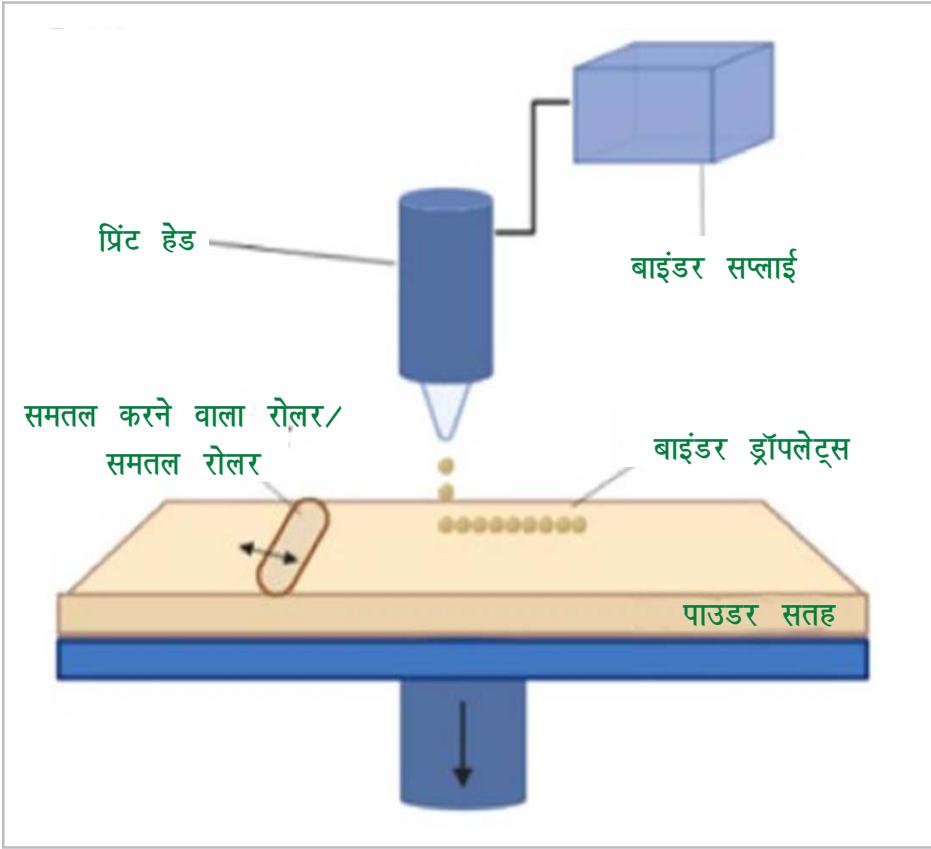 प्रिंट हेड
बाइंडर सप्लाई
समतल करने वाला रोलर/
समतल रोलर
बाइंडर ड्रॉपलेट्स
पाउडर सतह